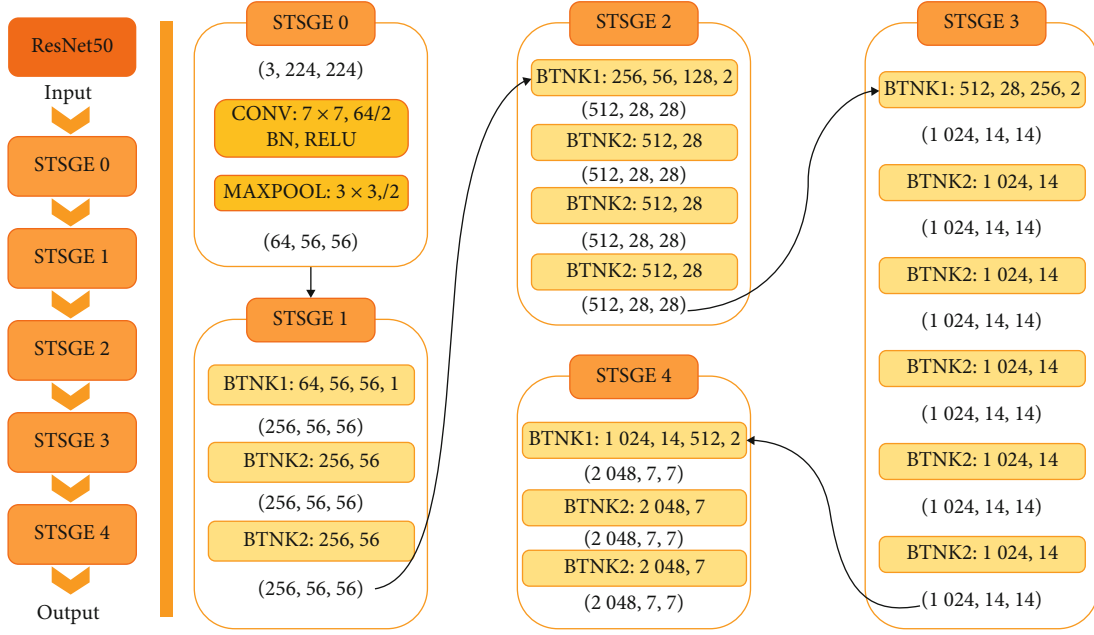 ResNet50
Input
STSGE 0
STSGE 1
STSGE 2
STSGE 3
STSGE 4
Output
STSGE 0
(3, 224, 224)
CONV: 7 × 7, 64/2
BN, RELU
MAXPOOL: 3 × 3,/2
(64, 56, 56)
STSGE 1
BTNK1: 64, 56, 56, 1
(256, 56, 56)
BTNK2: 256, 56
(256, 56, 56)
BTNK2: 256, 56
(256, 56, 56)
STSGE 2
BTNK1: 256, 56, 128, 2
(512, 28, 28)
BTNK2: 512, 28
(512, 28, 28)
BTNK2: 512, 28
(512, 28, 28)
BTNK2: 512, 28
(512, 28, 28)
STSGE 3
BTNK1: 512, 28, 256, 2
(1 024, 14, 14)
BTNK2: 1 024, 14
(1 024, 14, 14)
BTNK2: 1 024, 14
(1 024, 14, 14)
BTNK2: 1 024, 14
(1 024, 14, 14)
BTNK2: 1 024, 14
(1 024, 14, 14)
BTNK2: 1 024, 14
(1 024, 14, 14)
STSGE 4
BTNK1: 1 024, 14, 512, 2
(2 048, 7, 7)
BTNK2: 2 048, 7
(2 048, 7, 7)
BTNK2: 2 048, 7
(2 048, 7, 7)